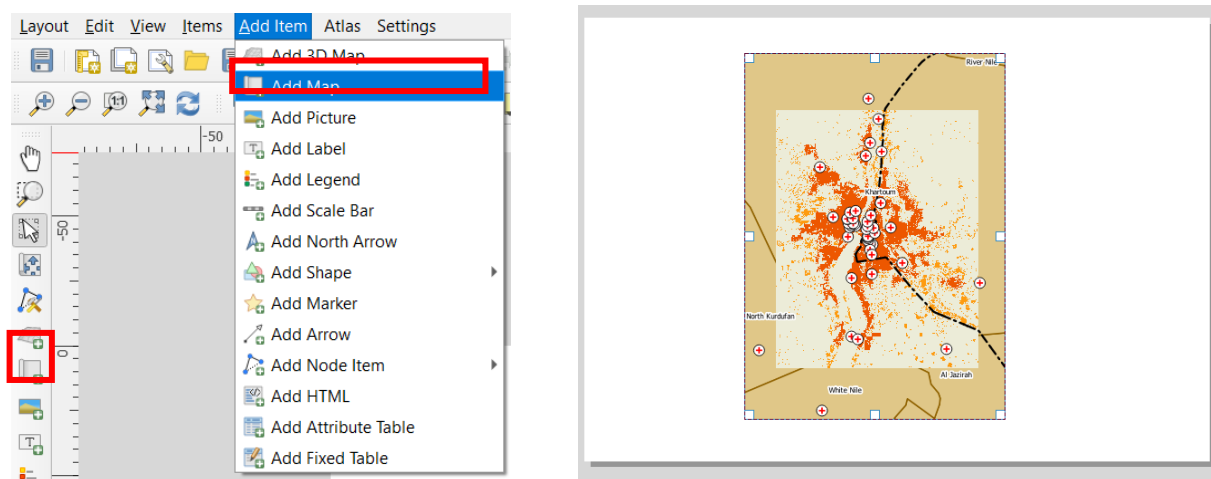 Layout Edit View Items Add Item Atlas Settings
Add 3D Map
Add Map
Add Picture
Add Label
Add Legend
Add Scale Bar
Add North Arrow
Add Shape
Add Marker
Add Arrow
Add Node Item
Add HTML
Add Attribute Table
Add Fixed Table
1:1
-50
-50
0
River Nile
Khartoum
North Kurdufan
Al Jazirah
White Nile